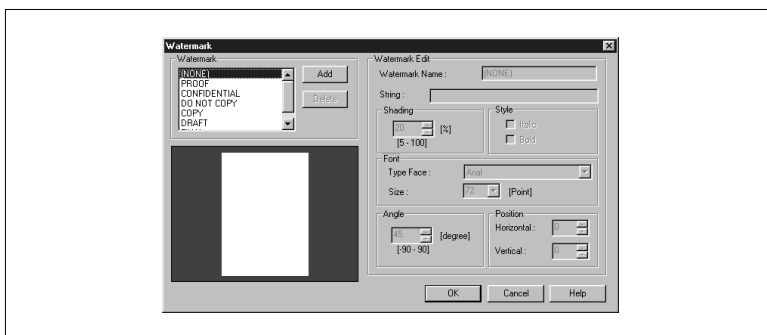 Watermark
Watermark
(NONE)
PROOF
CONFIDENTIAL
DO NOT COPY
COPY
DRAFT
Add
Delete
Watermark Edit
Watermark Name : (NONE)
String :
Shading
20 [%]
[5 - 100]
Style
Italic
Bold
Font
Type Face : Arial
Size : 72 [Point]
Angle
45 [degree]
[-90 - 90]
Position
Horizontal : 0
Vertical : 0
OK Cancel Help